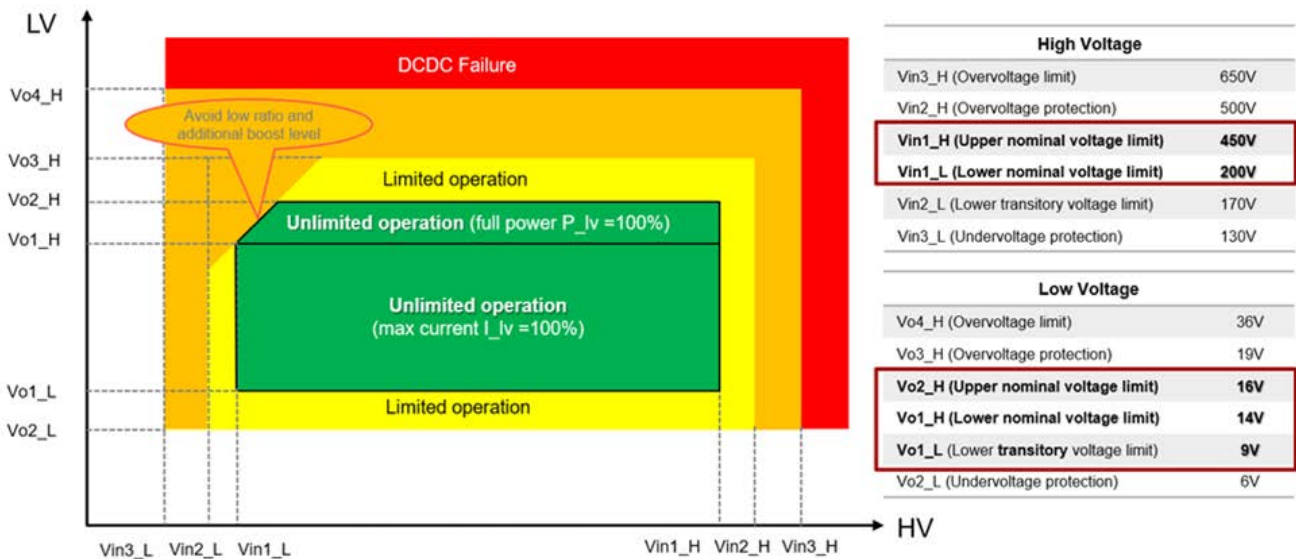 LV
DCDC Failure
Vo4_H
Avoid low ratio and
additional boost level
Vo3_H
Limited operation
Vo2_H
Unlimited operation (full power P_lv =100%)
Vo1_H
Unlimited operation
(max current I_lv =100%)
Vo1_L
Limited operation
Vo2_L
HV
Vin3_L Vin2_L Vin1_L Vin1_H Vin2_H Vin3_H
High Voltage
Vin3_H (Overvoltage limit) 650V
Vin2_H (Overvoltage protection) 500V
Vin1_H (Upper nominal voltage limit) 450V
Vin1_L (Lower nominal voltage limit) 200V
Vin2_L (Lower transitory voltage limit) 170V
Vin3_L (Undervoltage protection) 130V
Low Voltage
Vo4_H (Overvoltage limit) 36V
Vo3_H (Overvoltage protection) 19V
Vo2_H (Upper nominal voltage limit) 16V
Vo1_H (Lower nominal voltage limit) 14V
Vo1_L (Lower transitory voltage limit) 9V
Vo2_L (Undervoltage protection) 6V